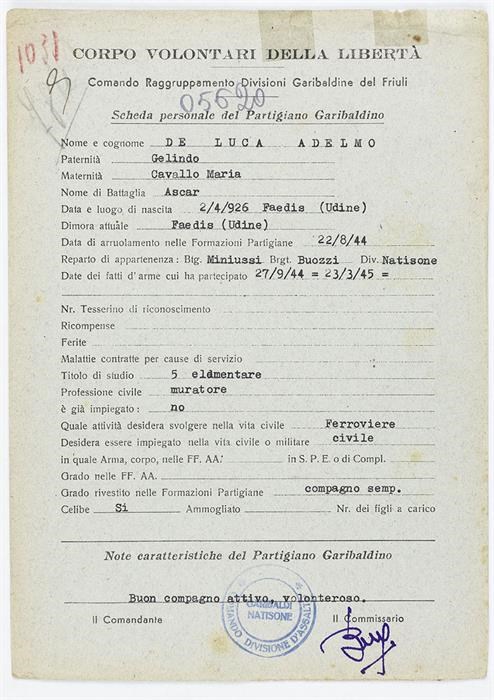 1031
CORPO VOLONTARI DELLA LIBERTÀ
Comando Raggruppamento Divisioni Garibaldine del Friuli
05620
Scheda personale del Partigiano Garibaldino
Nome e cognome DE LUCA ADELMO
Paternità Gelindo
Maternità Cavallo Maria
Nome di Battaglia Ascar
Data e luogo di nascita 2/4/926 Faedis (Udine)
Dimora attuale Faedis (Udine)
Data di arruolamento nelle Formazioni Partigiane 22/8/44
Reparto di appartenenza: Btg. Miniussi Brgt. Buozzi Div. Natisone
Date dei fatti d'arme cui ha partecipato 27/9/44 = 23/3/45 =
Nr. Tesserino di riconoscimento
Ricompense
Ferite
Malattie contratte per cause di servizio
Titolo di studio 5 eldmentare
Professione civile muratore
è già impiegato: no
Quale attività desidera svolgere nella vita civile Ferroviere
Desidera essere impiegato nella vita civile o militare civile
in quale Arma, corpo, nelle FF. AA. in S. P. E. o di Compl.
Grado nelle FF. AA.
Grado rivestito nelle Formazioni Partigiane compagno semp.
Celibe Si Ammogliato Nr. dei figli a carico
Note caratteristiche del Partigiano Garibaldino
Buon compagno attivo, volonteroso.
Il Comandante Il Commissario
COMANDO DIVISIONE D'ASSALTO
GARIBALDI
NATISONE